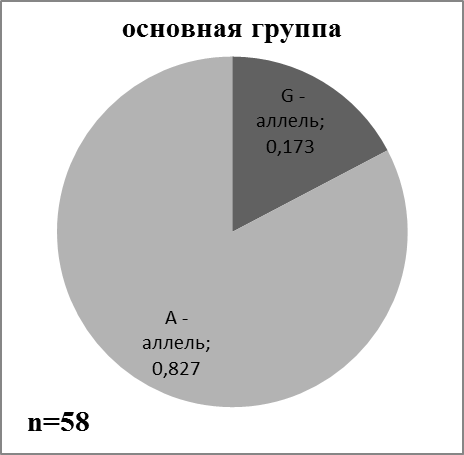 основная группа
G -
аллель;
0,173
A -
аллель;
0,827
n=58